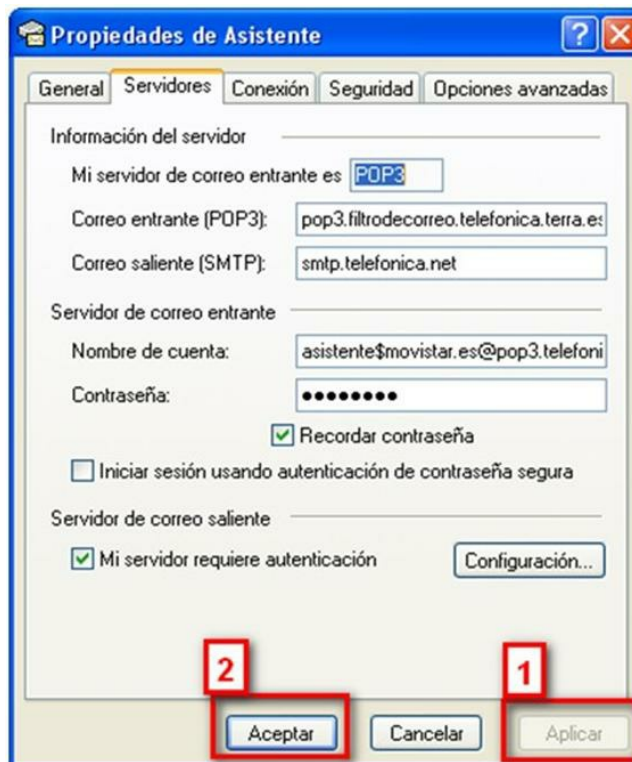 Propiedades de Asistente
General Servidores Conexión Seguridad Opciones avanzadas
Información del servidor
Mi servidor de correo entrante es POP3
Correo entrante (POP3): pop3.filtrodecorreo.telefonica.terra.es
Correo saliente (SMTP): smtp.telefonica.net
Servidor de correo entrante
Nombre de cuenta: asistente$movistar.es@pop3.telefoni
Contraseña: ●●●●●●●●
Recordar contraseña
Iniciar sesión usando autenticación de contraseña segura
Servidor de correo saliente
Mi servidor requiere autenticación Configuración...
2 1
Aceptar Cancelar Aplicar